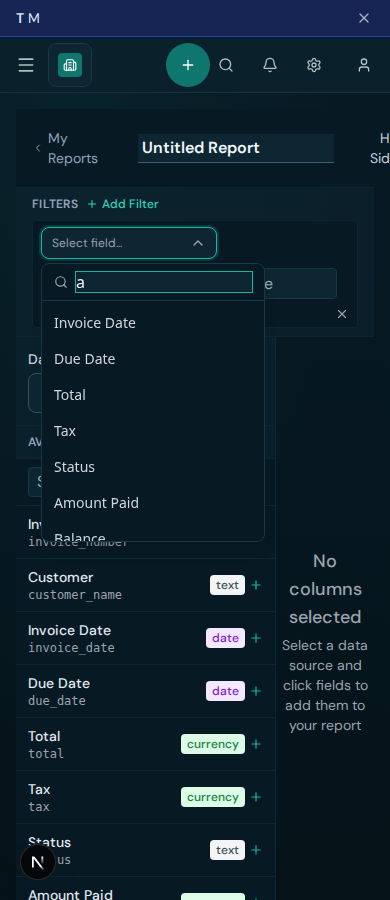 T M
My
Reports
Untitled Report
H
Sid
FILTERS
+ Add Filter
Select field...
a
e
Invoice Date
Due Date
Total
Tax
Status
Amount Paid
Balance
Da
AV
S
Inv
invoice_number
Customer
customer_name
text
Invoice Date
invoice_date
date
Due Date
due_date
date
Total
total
currency
Tax
tax
currency
Status
us
text
Amount Paid
N
No
columns
selected
Select a data
source and
click fields to
add them to
your report